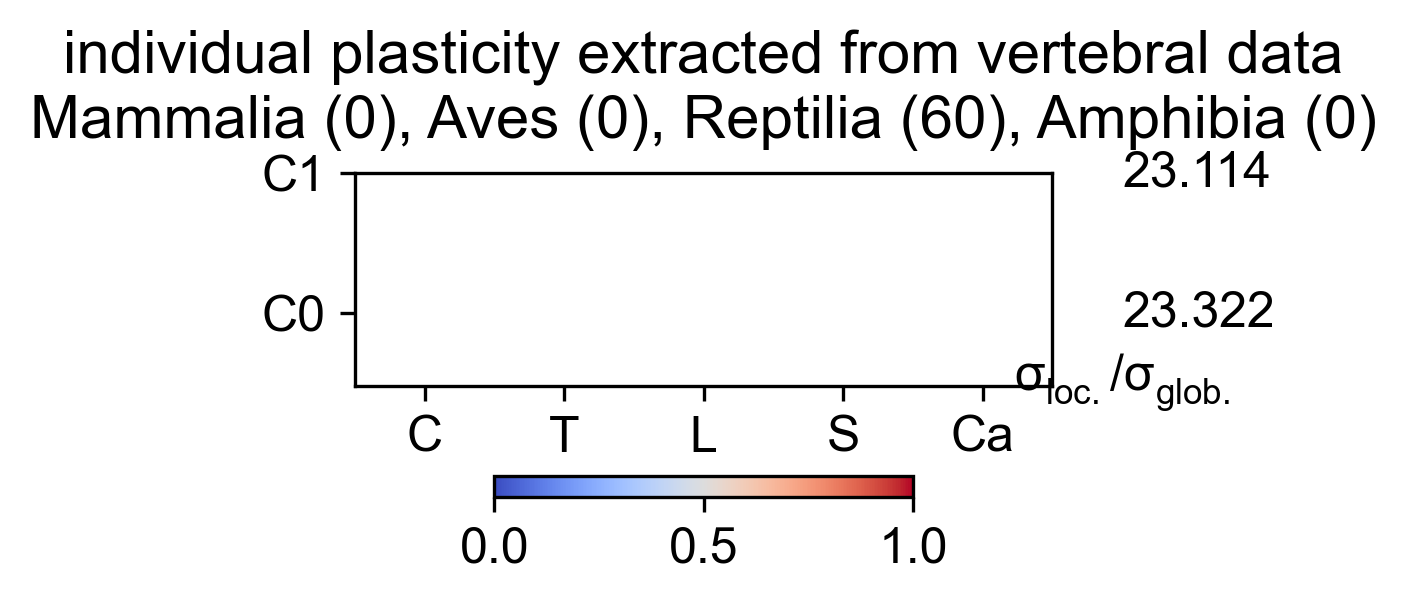 individual plasticity extracted from vertebral data
Mammalia (0), Aves (0), Reptilia (60), Amphibia (0)
C1 23.114
C0 23.322
σloc. /σglob.
C T L S Ca
0.0 0.5 1.0